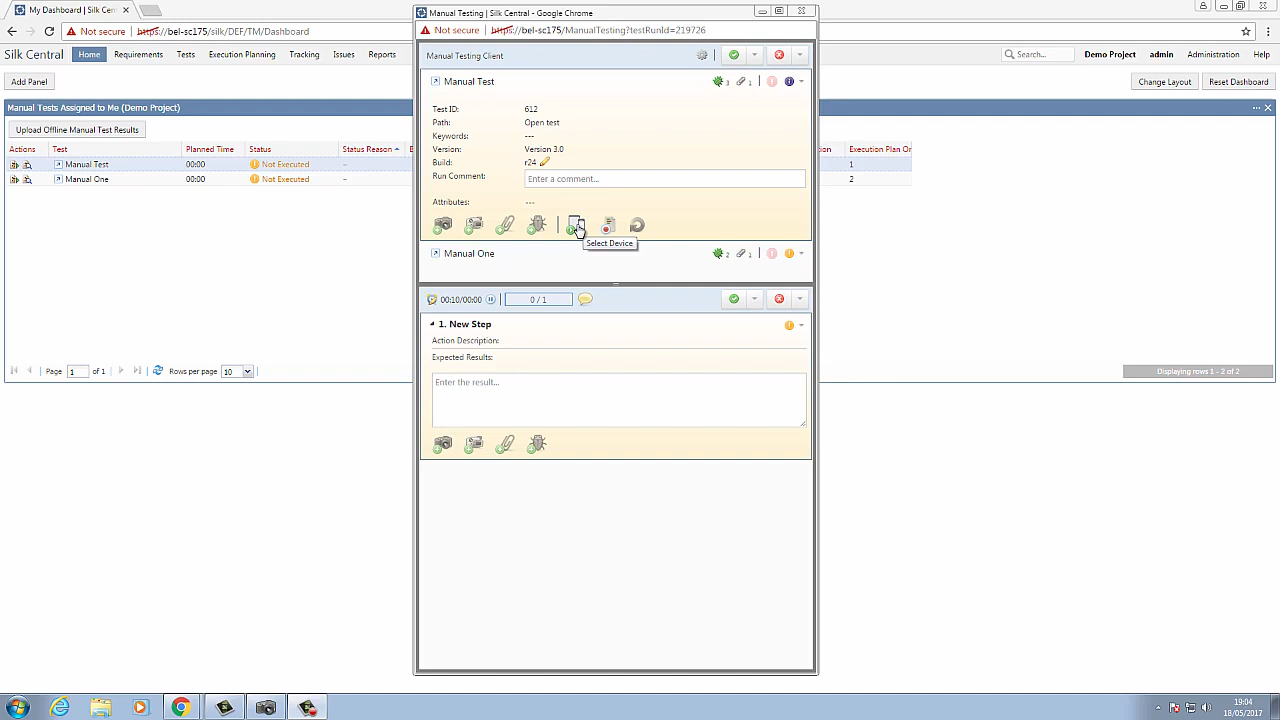 My Dashboard | Silk Cent
Not secure | https://bel-sc175/silk/DEF/TM/Dashboard
Silk Central Home Requirements Tests Execution Planning Tracking Issues Reports
Search... Demo Project admin Administration Help
Add Panel
Change Layout Reset Dashboard
Manual Tests Assigned to Me (Demo Project)
Upload Offline Manual Test Results
Actions Test Planned Time Status Status Reason Execution Plan Or
Manual Test 00:00 Not Executed – 1
Manual One 00:00 Not Executed – 2
Page 1 of 1 Rows per page 10
Displaying rows 1 - 2 of 2
Manual Testing | Silk Central - Google Chrome
Not secure | https://bel-sc175/ManualTesting?testRunId=219726
Manual Testing Client
Manual Test 3 1
Test ID: 612
Path: Open test
Keywords: ---
Version: Version 3.0
Build: r24
Run Comment: Enter a comment...
Attributes: ---
Select Device
Manual One 2 1
00:10/00:00 0 / 1
1. New Step
Action Description:
Expected Results:
Enter the result...
19:04
18/05/2017